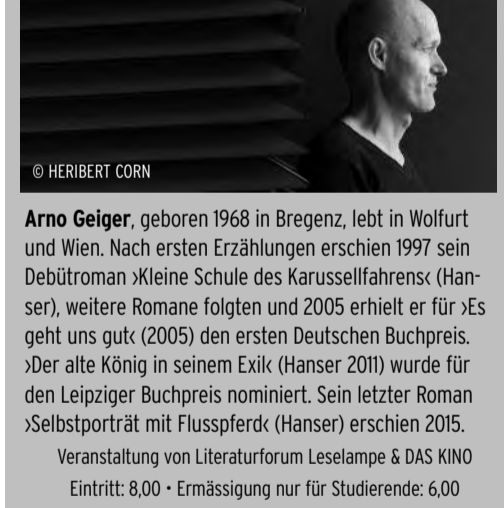 © HERIBERT CORN
Arno Geiger, geboren 1968 in Bregenz, lebt in Wolfurt
und Wien. Nach ersten Erzählungen erschien 1997 sein
Debütroman ›Kleine Schule des Karussellfahrens‹ (Han-
ser), weitere Romane folgten und 2005 erhielt er für ›Es
geht uns gut‹ (2005) den ersten Deutschen Buchpreis.
›Der alte König in seinem Exil‹ (Hanser 2011) wurde für
den Leipziger Buchpreis nominiert. Sein letzter Roman
›Selbstporträt mit Flusspferd‹ (Hanser) erschien 2015.
Veranstaltung von Literaturforum Leselampe & DAS KINO
Eintritt: 8,00 · Ermässigung nur für Studierende: 6,00